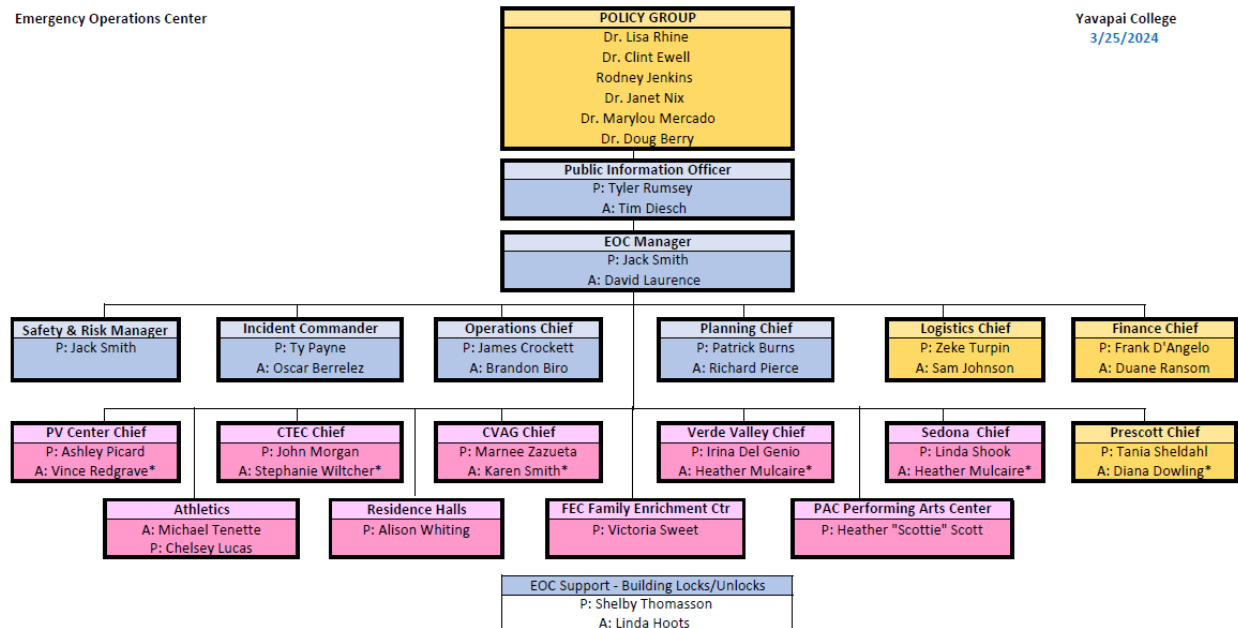 Emergency Operations Center
Yavapai College
3/25/2024
POLICY GROUP
Dr. Lisa Rhine
Dr. Clint Ewell
Rodney Jenkins
Dr. Janet Nix
Dr. Marylou Mercado
Dr. Doug Berry
Public Information Officer
P: Tyler Rumsey
A: Tim Diesch
EOC Manager
P: Jack Smith
A: David Laurence
Safety & Risk Manager
P: Jack Smith
Incident Commander
P: Ty Payne
A: Oscar Berrelez
Operations Chief
P: James Crockett
A: Brandon Biro
Planning Chief
P: Patrick Burns
A: Richard Pierce
Logistics Chief
P: Zeke Turpin
A: Sam Johnson
Finance Chief
P: Frank D'Angelo
A: Duane Ransom
PV Center Chief
P: Ashley Picard
A: Vince Redgrave*
CTEC Chief
P: John Morgan
A: Stephanie Wiltcher*
CVAG Chief
P: Marnee Zazueta
A: Karen Smith*
Verde Valley Chief
P: Irina Del Genio
A: Heather Mulcaire*
Sedona Chief
P: Linda Shook
A: Heather Mulcaire*
Prescott Chief
P: Tania Sheldahl
A: Diana Dowling*
Athletics
A: Michael Tenette
P: Chelsey Lucas
Residence Halls
P: Alison Whiting
FEC Family Enrichment Ctr
P: Victoria Sweet
PAC Performing Arts Center
P: Heather "Scottie" Scott
EOC Support - Building Locks/Unlocks
P: Shelby Thomasson
A: Linda Hoots